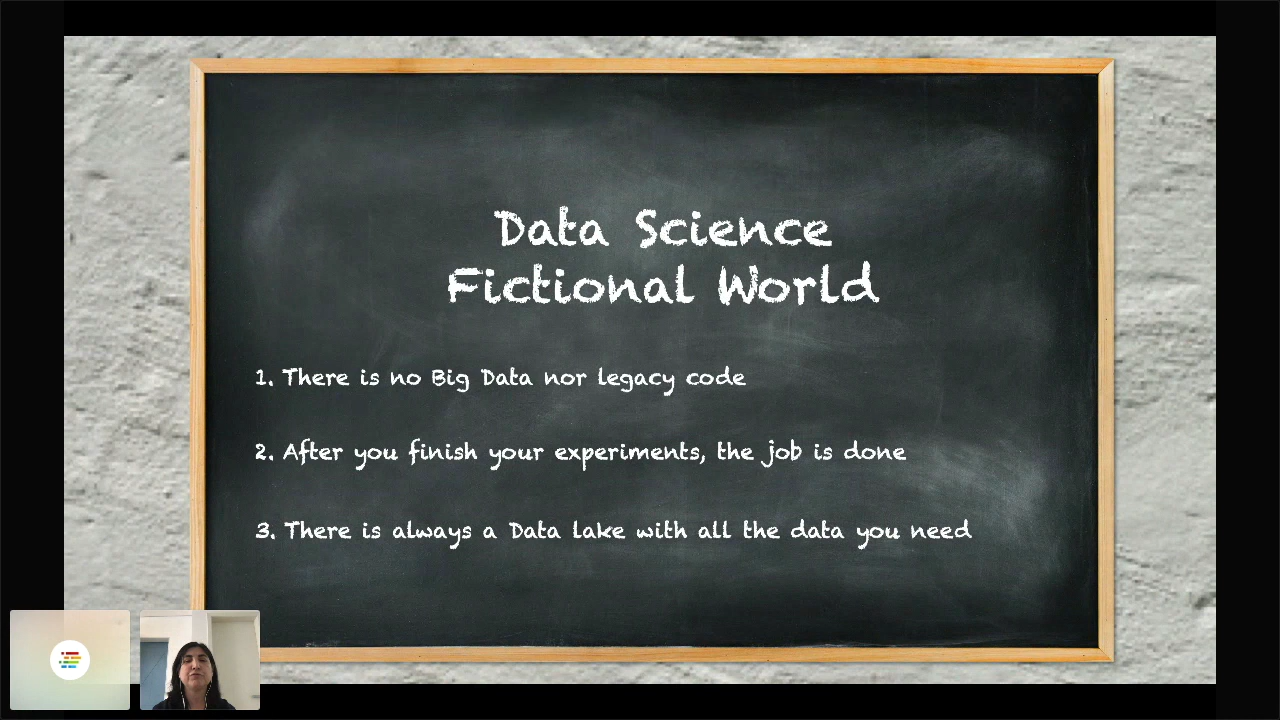 Data Science
Fictional World
1. There is no Big Data nor legacy code
2. After you finish your experiments, the job is done
3. There is always a Data lake with all the data you need